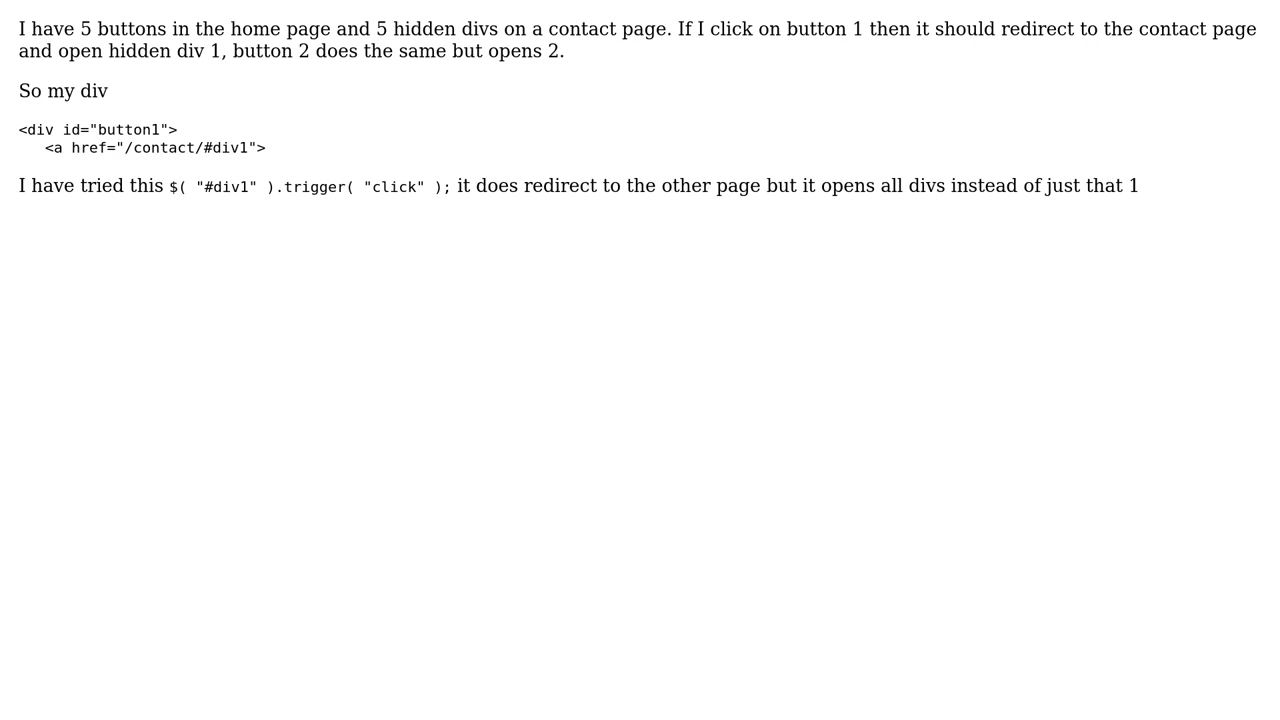 I have 5 buttons in the home page and 5 hidden divs on a contact page. If I click on button 1 then it should redirect to the contact page
and open hidden div 1, button 2 does the same but opens 2.
So my div
<div id="button1">
   <a href="/contact/#div1">
I have tried this $( "#div1" ).trigger( "click" ); it does redirect to the other page but it opens all divs instead of just that 1